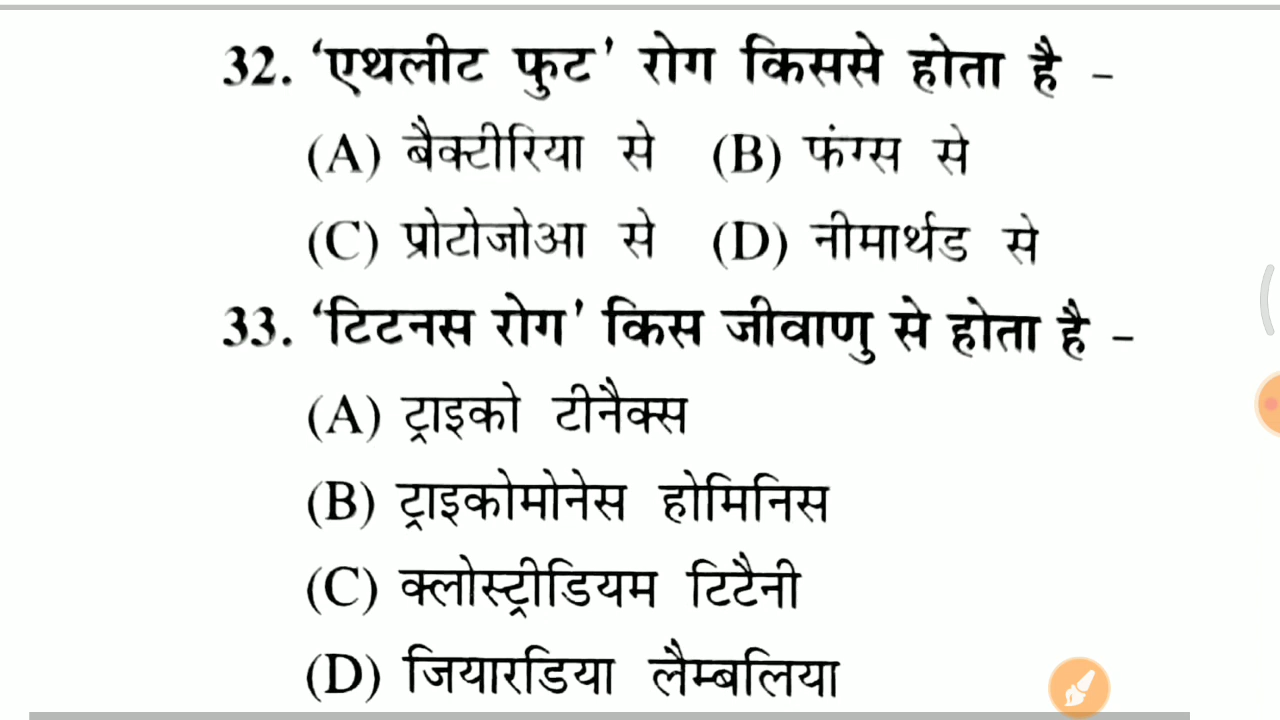 32. ‘एथलीट फुट’ रोग किससे होता है -
(A) बैक्टीरिया से (B) फंग्स से
(C) प्रोटोजोआ से (D) नीमार्थड से
33. ‘टिटनस रोग’ किस जीवाणु से होता है -
(A) ट्राइको टीनैक्स
(B) ट्राइकोमोनेस होमिनिस
(C) क्लोस्ट्रीडियम टिटैनी
(D) जियारडिया लैम्बलिया